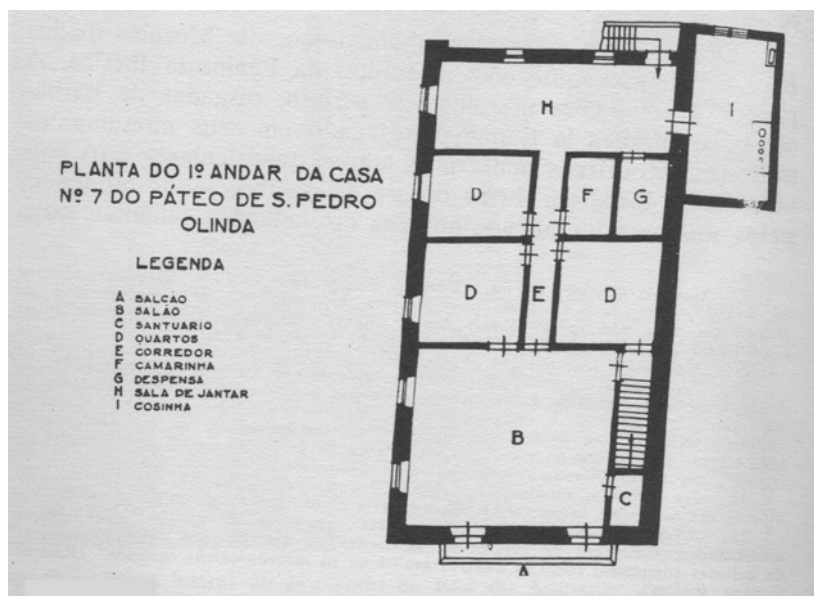 PLANTA DO 1º ANDAR DA CASA
Nº 7 DO PÁTEO DE S. PEDRO
OLINDA
LEGENDA
A BALCÃO
B SALÃO
C SANTUARIO
D QUARTOS
E CORREDOR
F CAMARINHA
G DESPENSA
H SALA DE JANTAR
I COSINHA
H
I
D
F
G
D
E
D
B
C
A